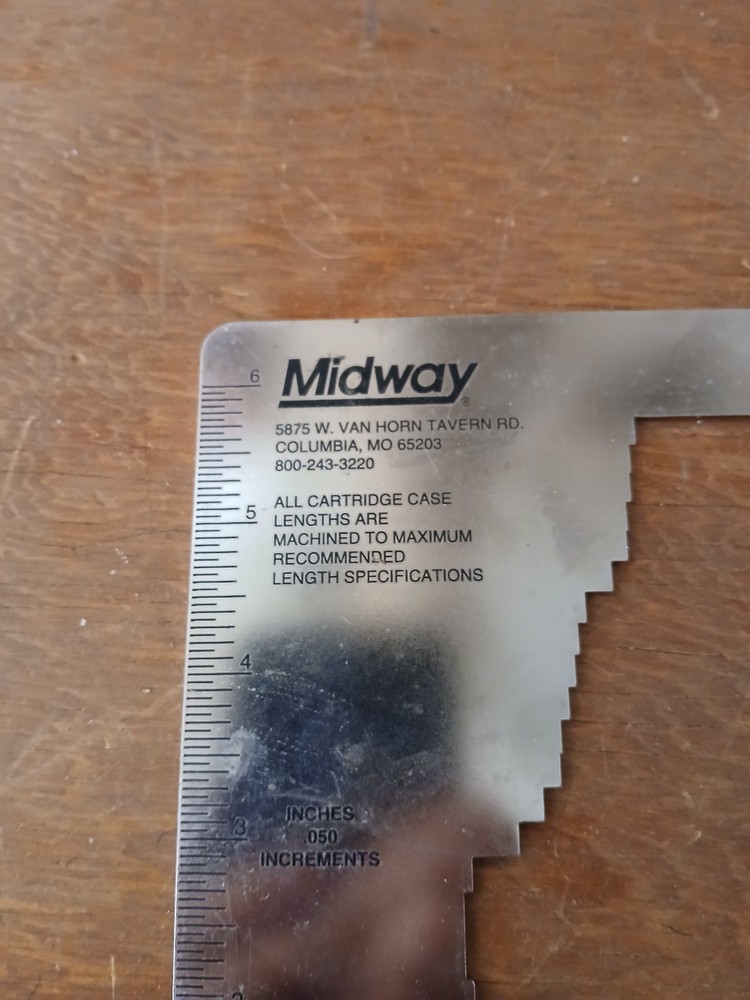 6
Midway®
5875 W. VAN HORN TAVERN RD.
COLUMBIA, MO 65203
800-243-3220
5
ALL CARTRIDGE CASE
LENGTHS ARE
MACHINED TO MAXIMUM
RECOMMENDED
LENGTH SPECIFICATIONS
4
3
INCHES
.050
INCREMENTS
2